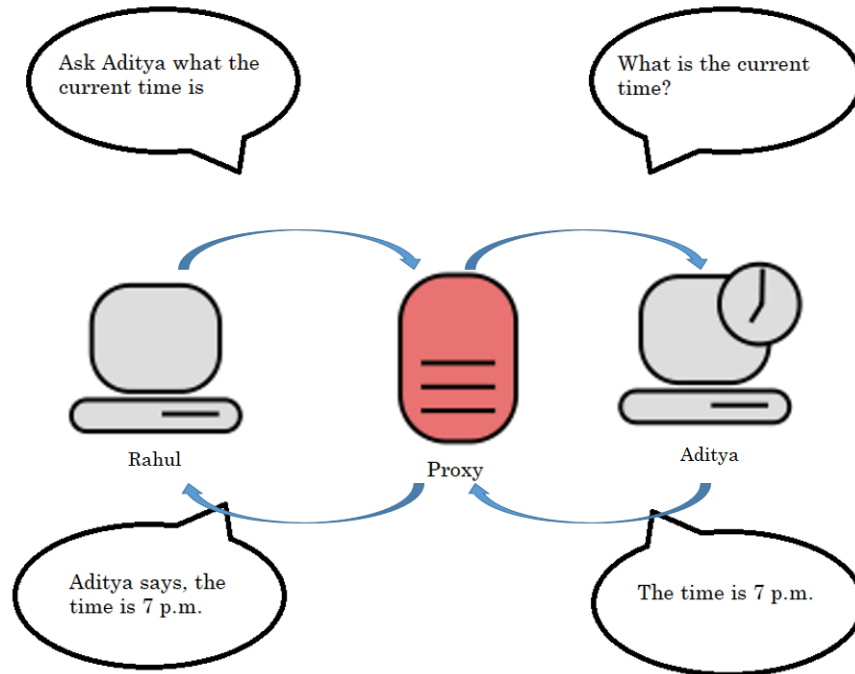 Ask Aditya what the
current time is
What is the current
time?
Rahul
Proxy
Aditya
Aditya says, the
time is 7 p.m.
The time is 7 p.m.